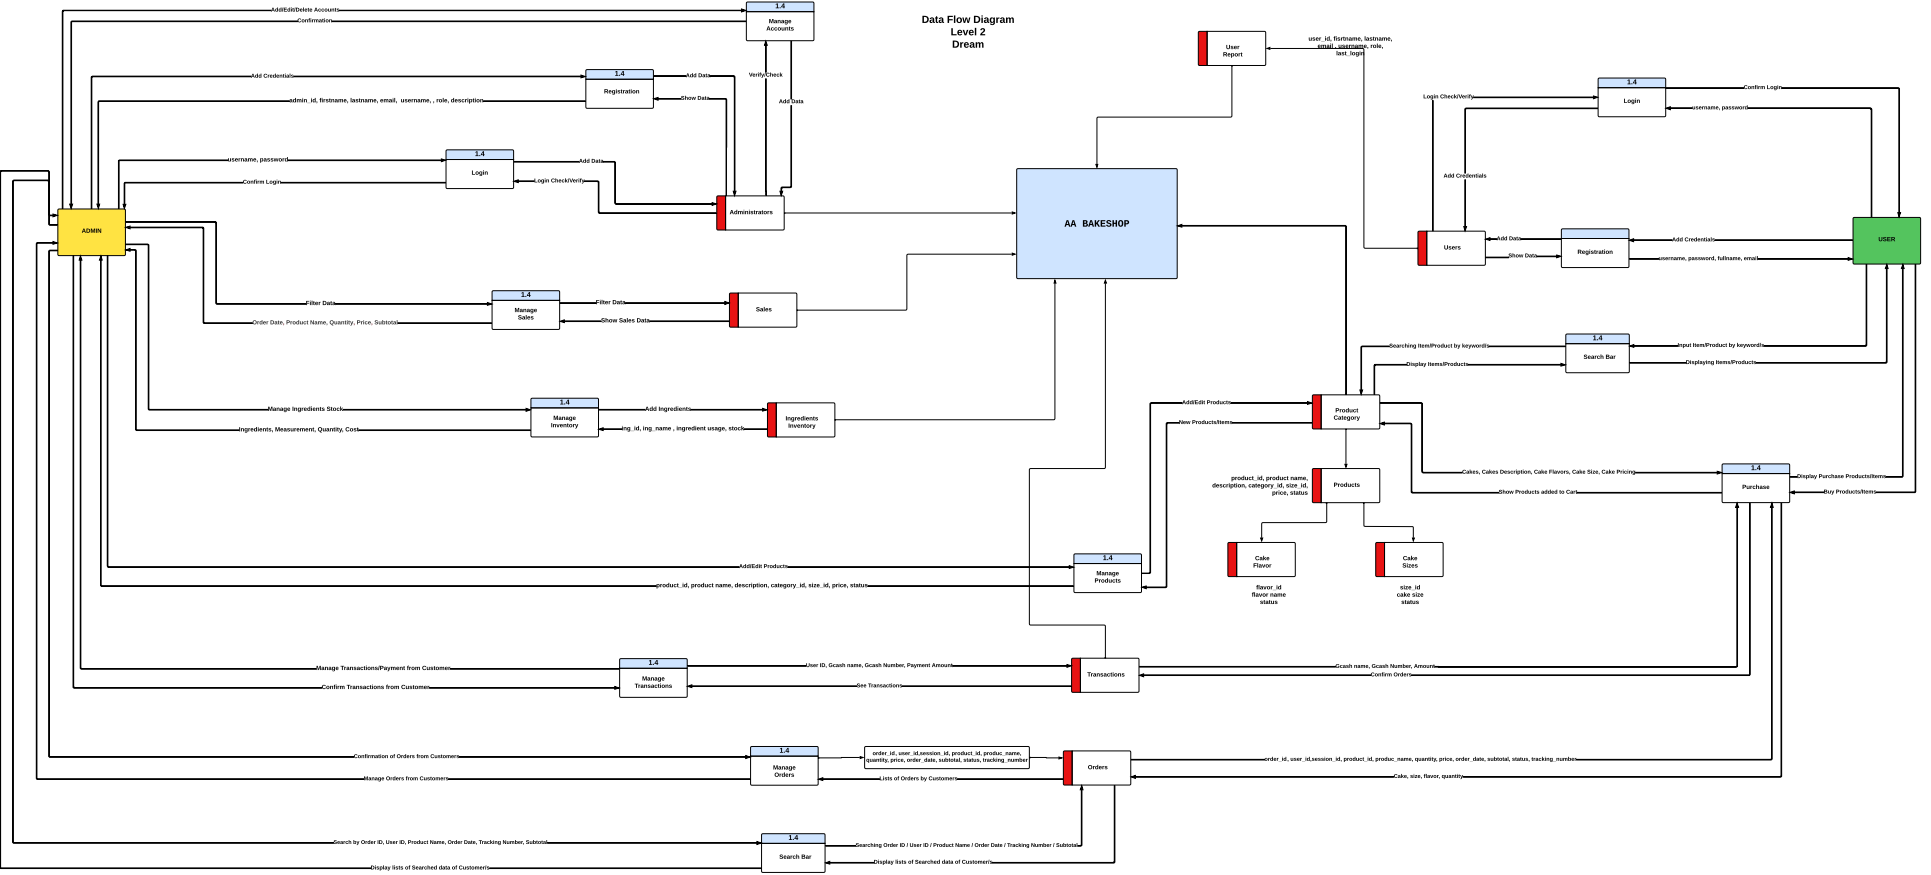 Data Flow Diagram
Level 2
Dream
Add/Edit/Delete Accounts
Confirmation
1.4
Manage
Accounts
Verify Check
Add Data
Add Credentials
admin_id, firstname, lastname, email, username, , role, description
1.4
Registration
Add Data
Show Data
username, password
Confirm Login
1.4
Login
Add Data
Login Check/Verify
Administrators
ADMIN
AA BAKESHOP
User
Report
user_id, fisrtname, lastname,
email , username, role,
last_login
Login Check/Verify
1.4
Login
Confirm Login
username, password
Add Credentials
Users
Add Data
Show Data
Registration
Add Credentials
username, password, fullname, email
USER
Filter Data
Order Date, Product Name, Quantity, Price, Subtotal
1.4
Manage
Sales
Filter Data
Show Sales Data
Sales
Manage Ingredients Stock
Ingredients, Measurement, Quantity, Cost
1.4
Manage
Inventory
Add Ingredients
ing_id, ing_name , ingredient usage, stock
Ingredients
Inventory
Searching Item/Product by keyword/s
Display Items/Products
1.4
Search Bar
Input Item/Product by keyword/s
Displaying Items/Products
Add/Edit Products
New Products/Items
Product
Category
Cakes, Cakes Description, Cake Flavors, Cake Size, Cake Pricing
Show Products added to Cart
1.4
Purchase
Display Purchase Products/Items
Buy Products/Items
product_id, product name,
description, category_id, size_id,
price, status
Products
Cake
Flavor
flavor_id
flavor name
status
Cake
Sizes
size_id
cake size
status
Add/Edit Products
product_id, product name, description, category_id, size_id, price, status
1.4
Manage
Products
Manage Transactions/Payment from Customer
Confirm Transactions from Customer
1.4
Manage
Transactions
User ID, Gcash name, Gcash Number, Payment Amount
See Transactions
Transactions
Gcash name, Gcash Number, Amount
Confirm Orders
Confirmation of Orders from Customers
Manage Orders from Customers
1.4
Manage
Orders
order_id, user_id,session_id, product_id, produc_name,
quantity, price, order_date, subtotal, status, tracking_number
Lists of Orders by Customers
Orders
order_id, user_id,session_id, product_id, produc_name, quantity, price, order_date, subtotal, status, tracking_number
Cake, size, flavor, quantity
Search by Order ID, User ID, Product Name, Order Date, Tracking Number, Subtotal
Display lists of Searched data of Customer/s
1.4
Search Bar
Searching Order ID / User ID / Product Name / Order Date / Tracking Number / Subtotal
Display lists of Searched data of Customer/s